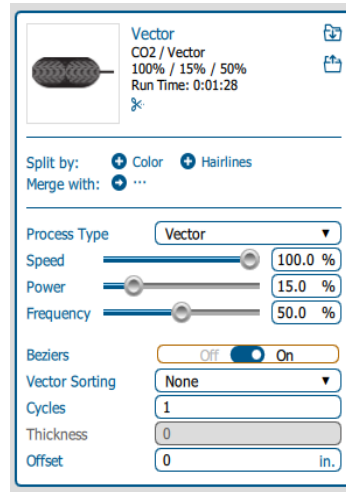 Vector
CO2 / Vector
100% / 15% / 50%
Run Time: 0:01:28
Split by: Color Hairlines
Merge with: ...
Process Type Vector
Speed 100.0 %
Power 15.0 %
Frequency 50.0 %
Beziers Off On
Vector Sorting None
Cycles 1
Thickness 0
Offset 0 in.